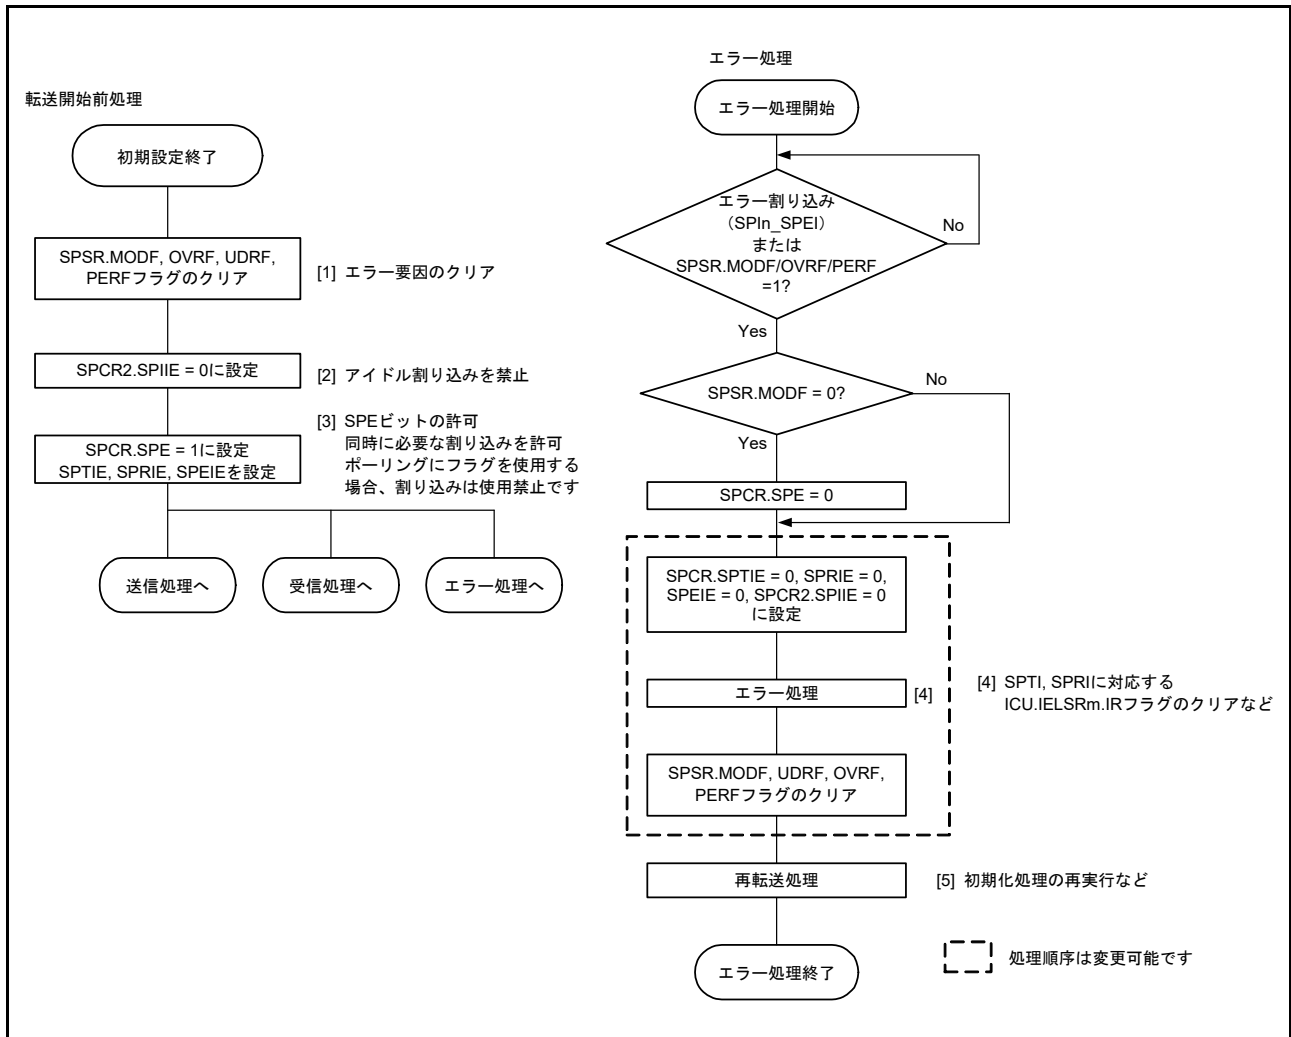 転送開始前処理
初期設定終了
SPSR.MODF, OVRF, UDRF,
PERFフラグのクリア
[1] エラー要因のクリア
SPCR2.SPIIE = 0に設定
[2] アイドル割り込みを禁止
SPCR.SPE = 1に設定
SPTIE, SPRIE, SPEIEを設定
[3] SPEビットの許可
同時に必要な割り込みを許可
ポーリングにフラグを使用する
場合、割り込みは使用禁止です
送信処理へ
受信処理へ
エラー処理へ
エラー処理
エラー処理開始
エラー割り込み
(SPIn_SPEI)
または
SPSR.MODF/OVRF/PERF
=1?
No
Yes
SPSR.MODF = 0?
No
Yes
SPCR.SPE = 0
SPCR.SPTIE = 0, SPRIE = 0,
SPEIE = 0, SPCR2.SPIIE = 0
に設定
エラー処理
[4]
[4] SPTI, SPRIに対応する
ICU.IELSRm.IRフラグのクリアなど
SPSR.MODF, UDRF, OVRF,
PERFフラグのクリア
再転送処理
[5] 初期化処理の再実行など
エラー処理終了
処理順序は変更可能です